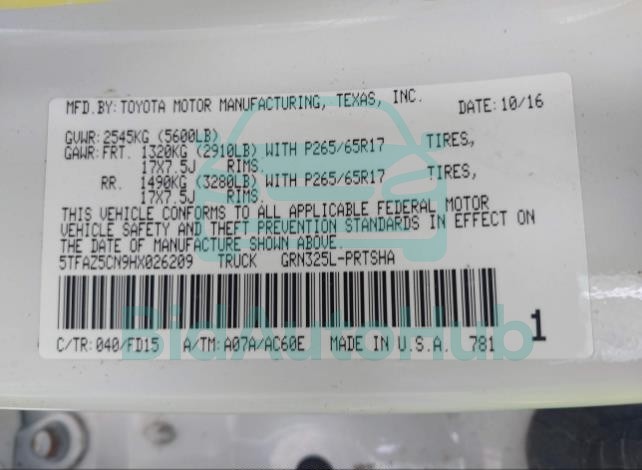 MFD.BY: TOYOTA MOTOR MANUFACTURING, TEXAS, INC. DATE: 10/16
GVWR: 2545KG (5600LB)
GAWR: FRT. 1320KG (2910LB) WITH P265/65R17 TIRES,
17X7.5J RIMS.
RR. 1490KG (3280LB) WITH P265/65R17 TIRES,
17X7.5J RIMS.
THIS VEHICLE CONFORMS TO ALL APPLICABLE FEDERAL MOTOR
VEHICLE SAFETY AND THEFT PREVENTION STANDARDS IN EFFECT ON
THE DATE OF MANUFACTURE SHOWN ABOVE.
5TFAZ5CN9HX026209 TRUCK GRN325L-PRTSHA
1
BidAutoHub
C/TR: 040/FD15 A/TM: A07A/AC60E MADE IN U.S.A. 781